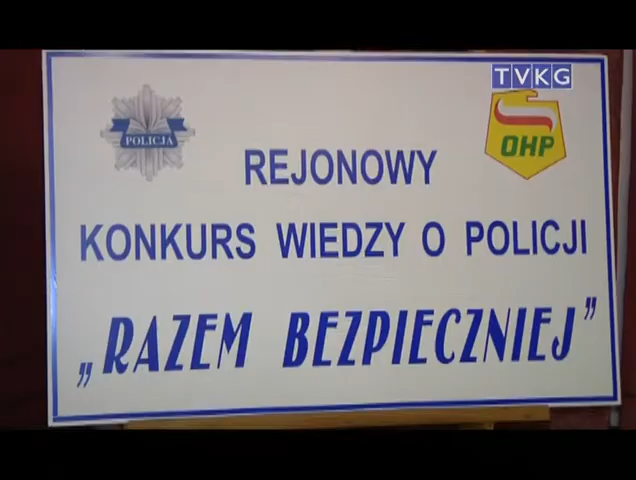 TVKG
POLICJA
OHP
REJONOWY
KONKURS WIEDZY O POLICJI
„RAZEM BEZPIECZNIEJ”